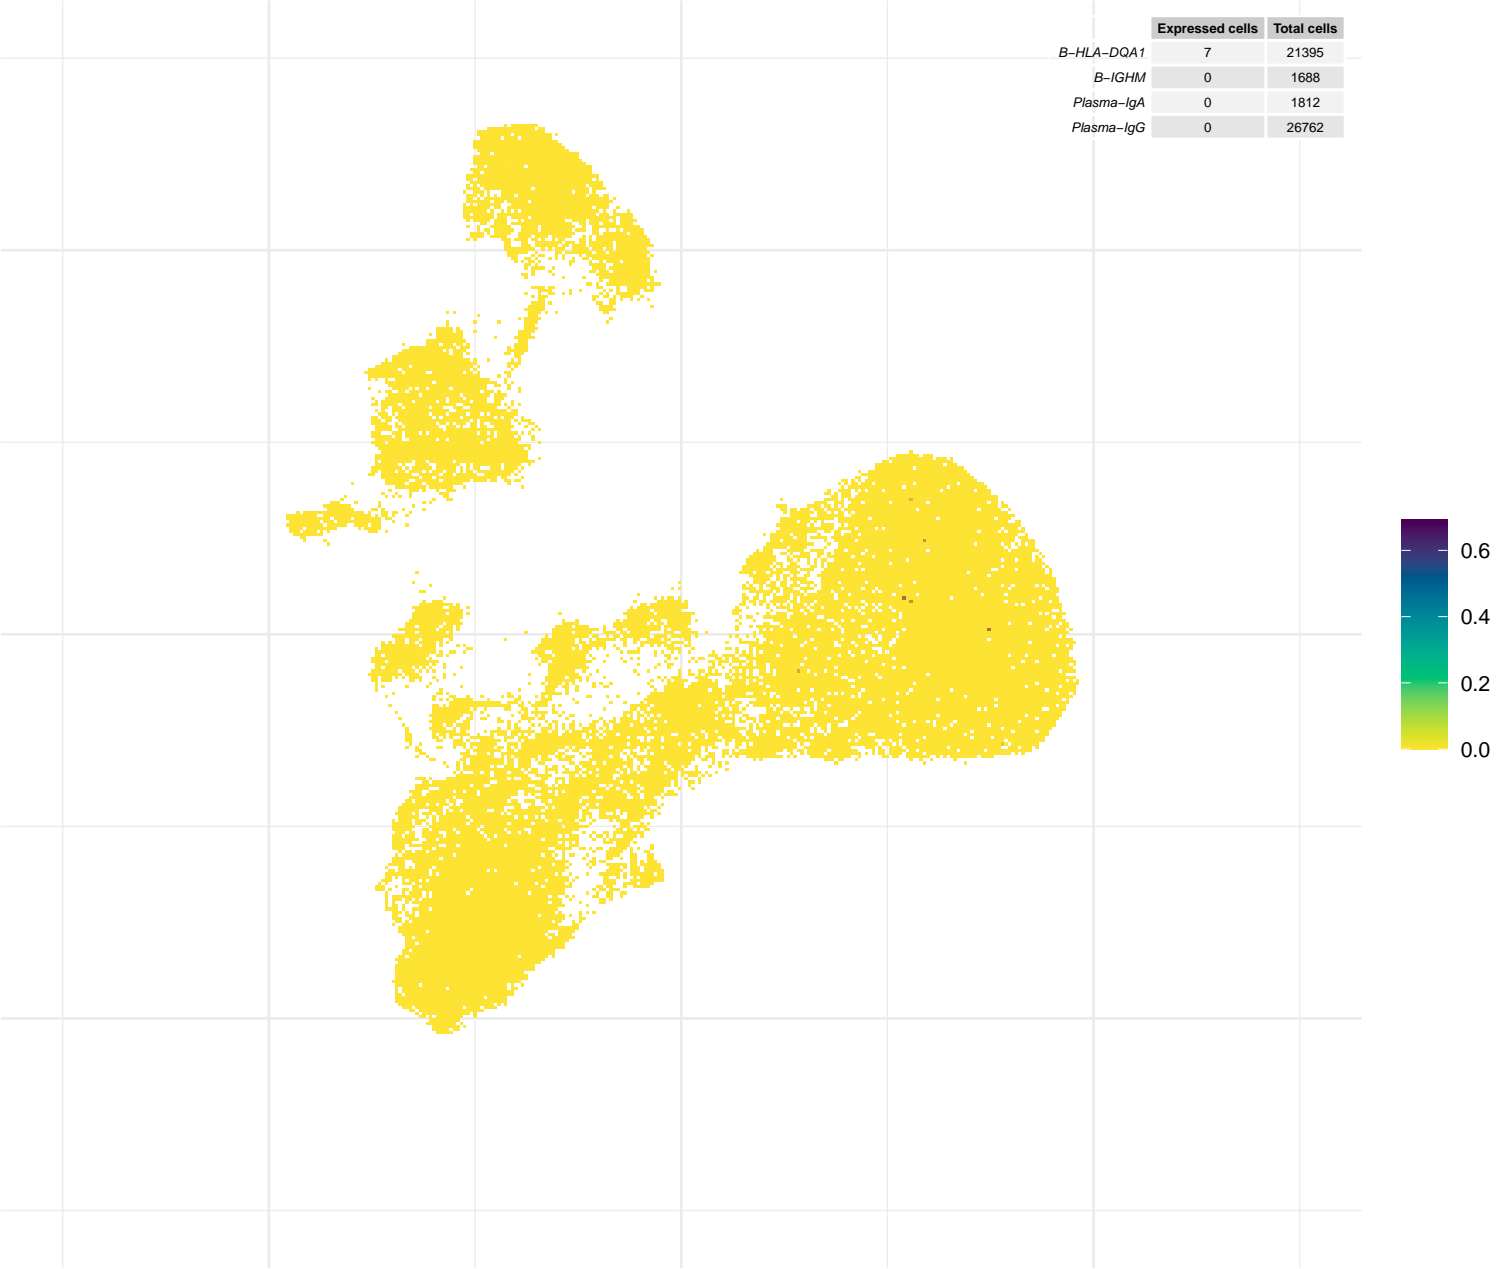 Expressed cells Total cells
B−HLA−DQA1 7 21395
B−IGHM 0 1688
Plasma−IgA 0 1812
Plasma−IgG 0 26762
0.6
0.4
0.2
0.0